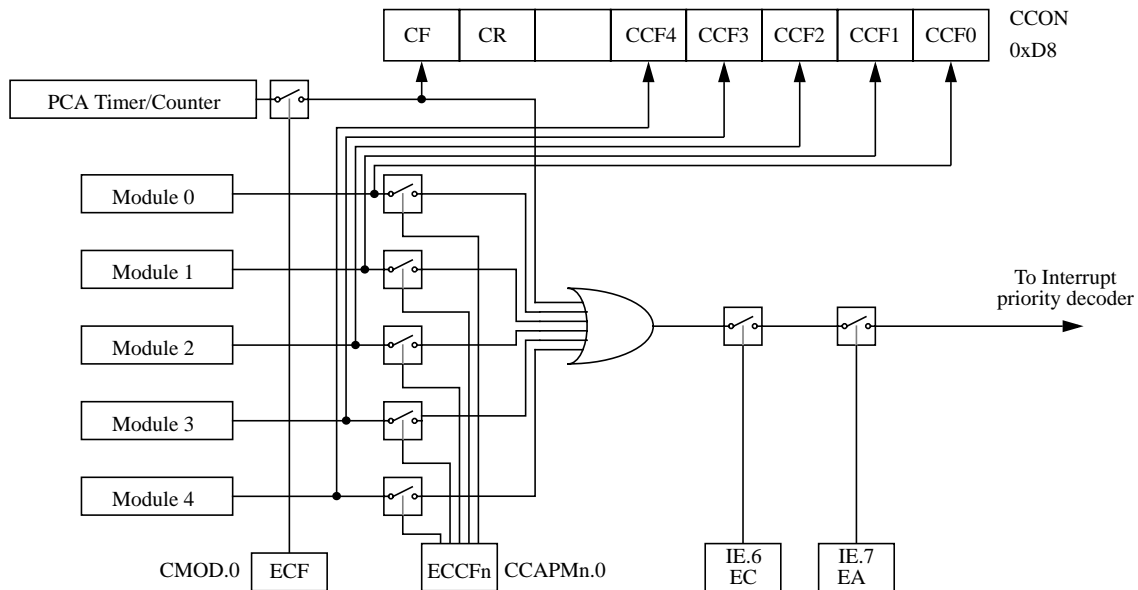 CF CR CCF4 CCF3 CCF2 CCF1 CCF0 CCON
0xD8
PCA Timer/Counter
Module 0
Module 1
Module 2
Module 3
Module 4
To Interrupt
priority decoder
CMOD.0 ECF
ECCFn CCAPMn.0
IE.6
EC
IE.7
EA